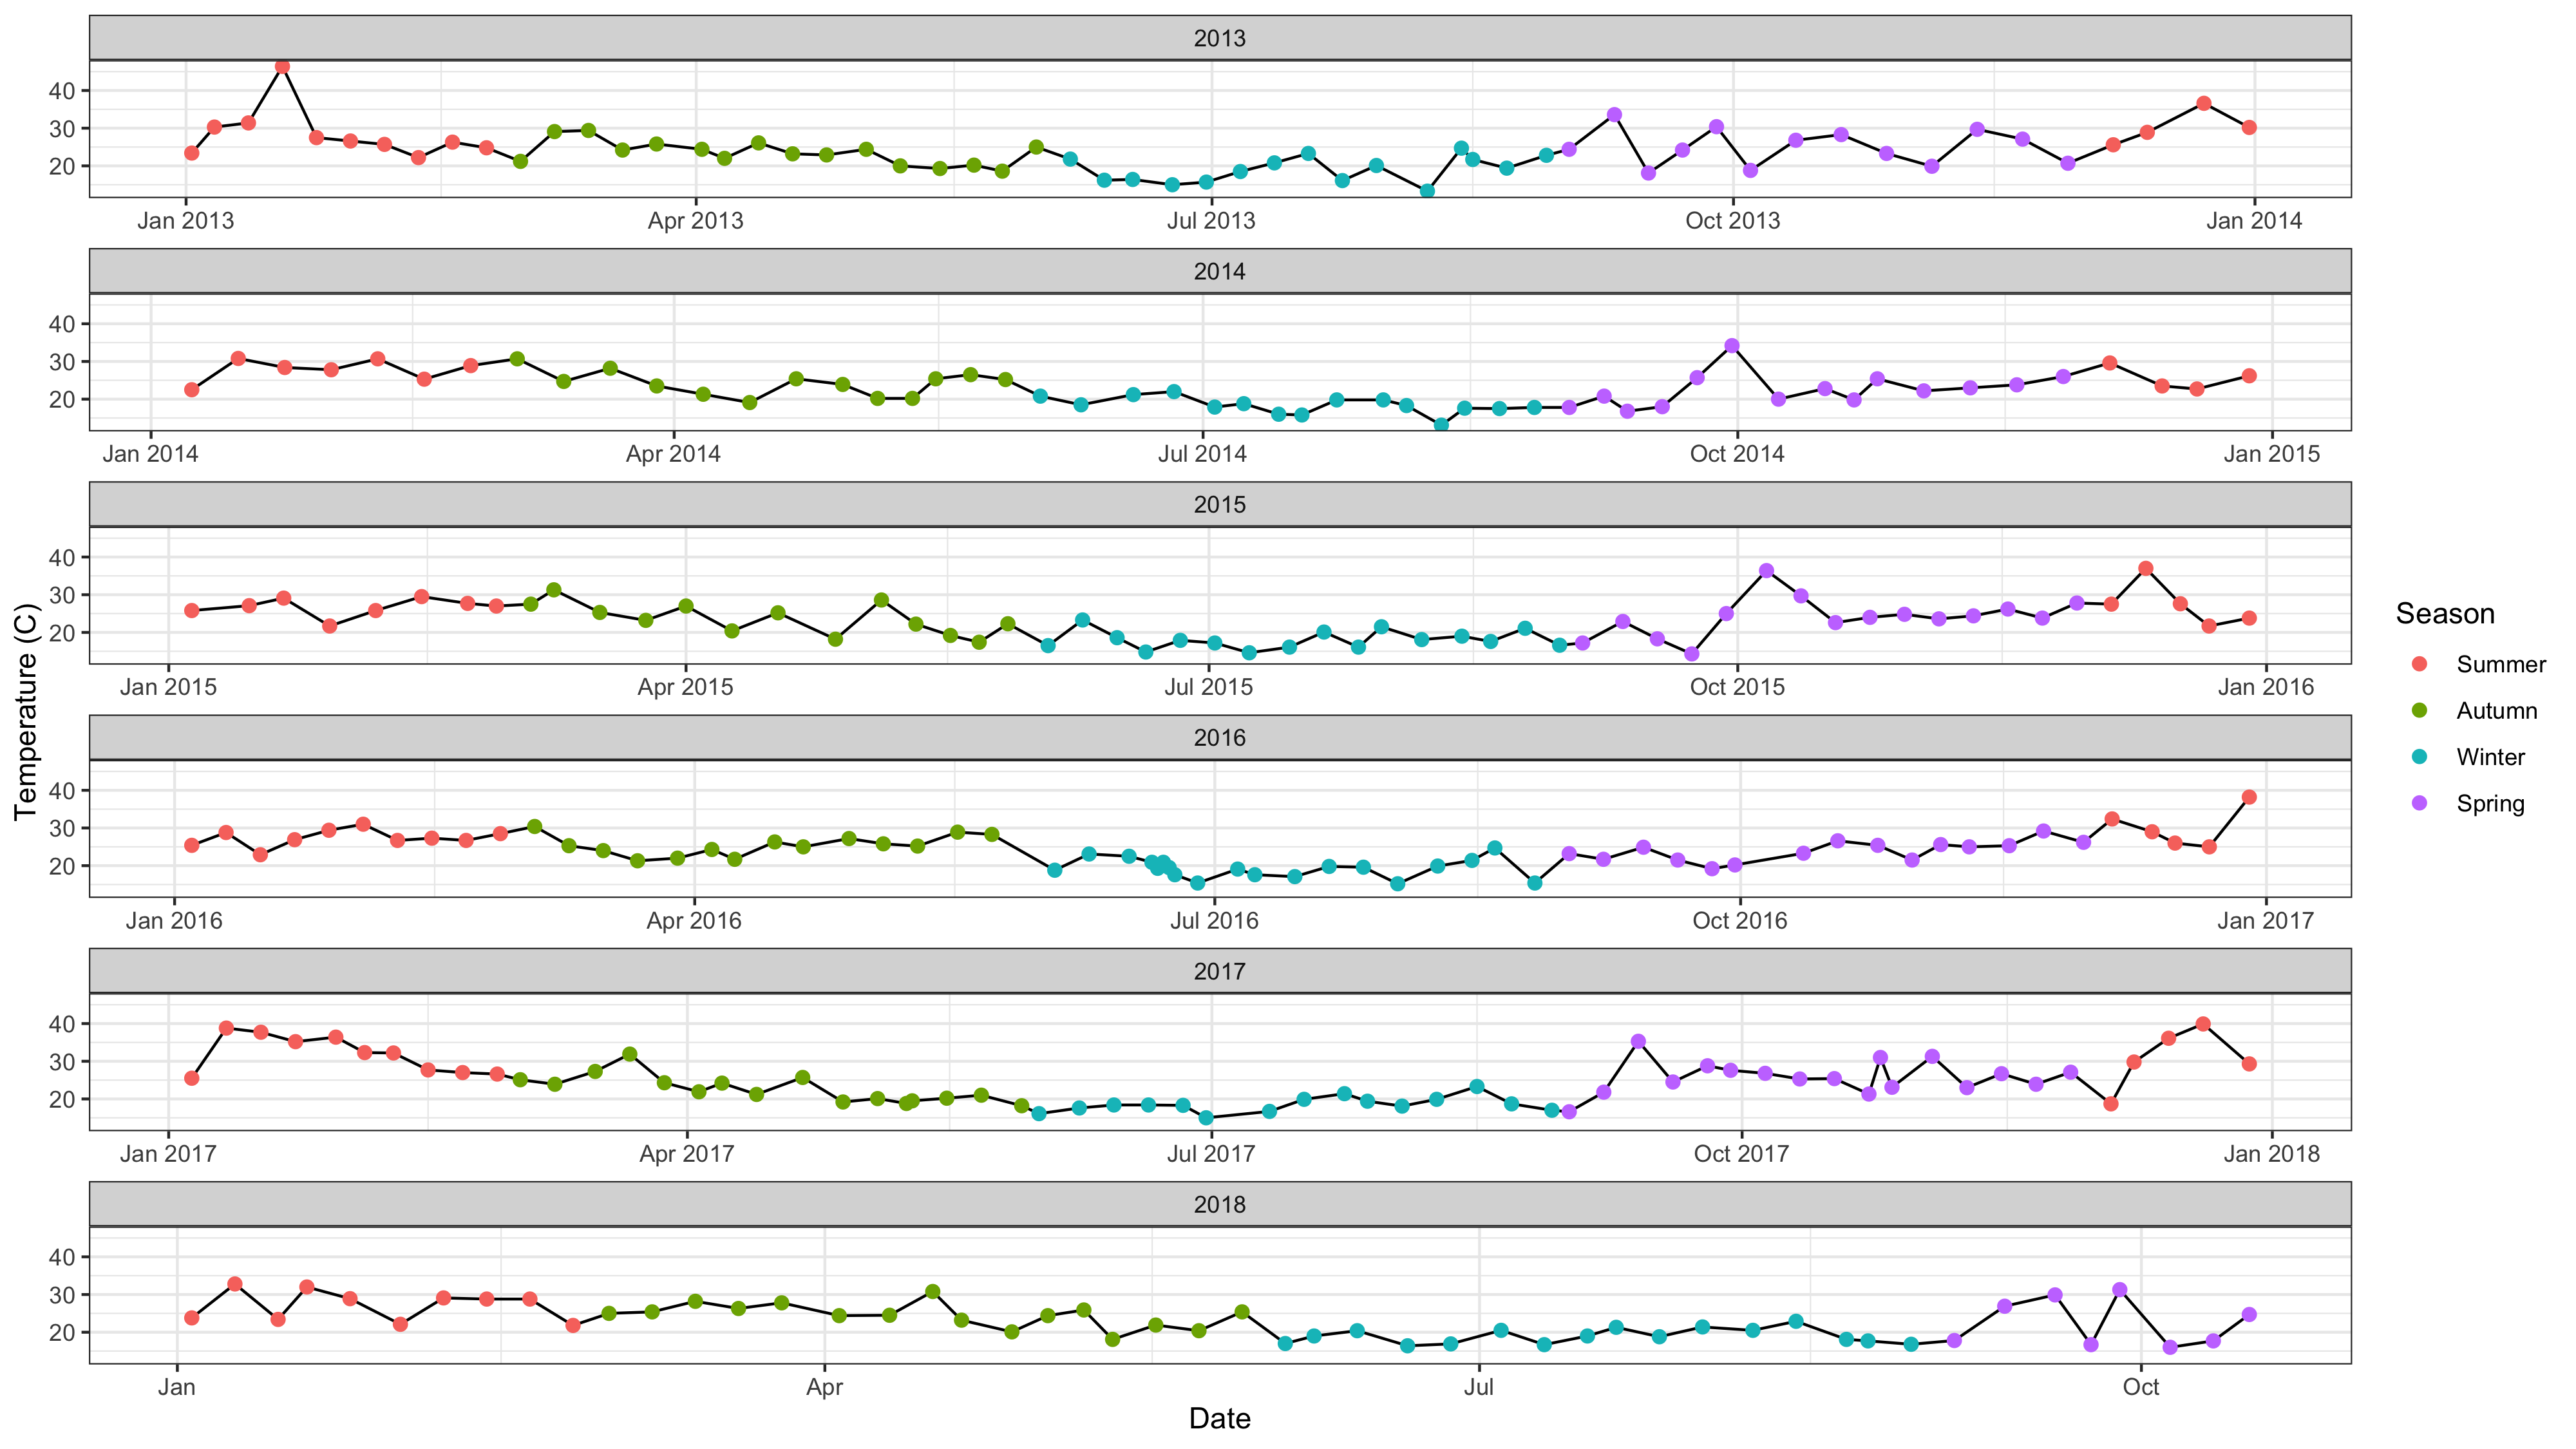 2013
40
30
20
Jan 2013 Apr 2013 Jul 2013 Oct 2013 Jan 2014
2014
40
30
20
Jan 2014 Apr 2014 Jul 2014 Oct 2014 Jan 2015
2015
40
30
20
Jan 2015 Apr 2015 Jul 2015 Oct 2015 Jan 2016
2016
40
30
20
Jan 2016 Apr 2016 Jul 2016 Oct 2016 Jan 2017
2017
40
30
20
Jan 2017 Apr 2017 Jul 2017 Oct 2017 Jan 2018
2018
40
30
20
Jan Apr Jul Oct
Date
Temperature (C)
Season
Summer
Autumn
Winter
Spring